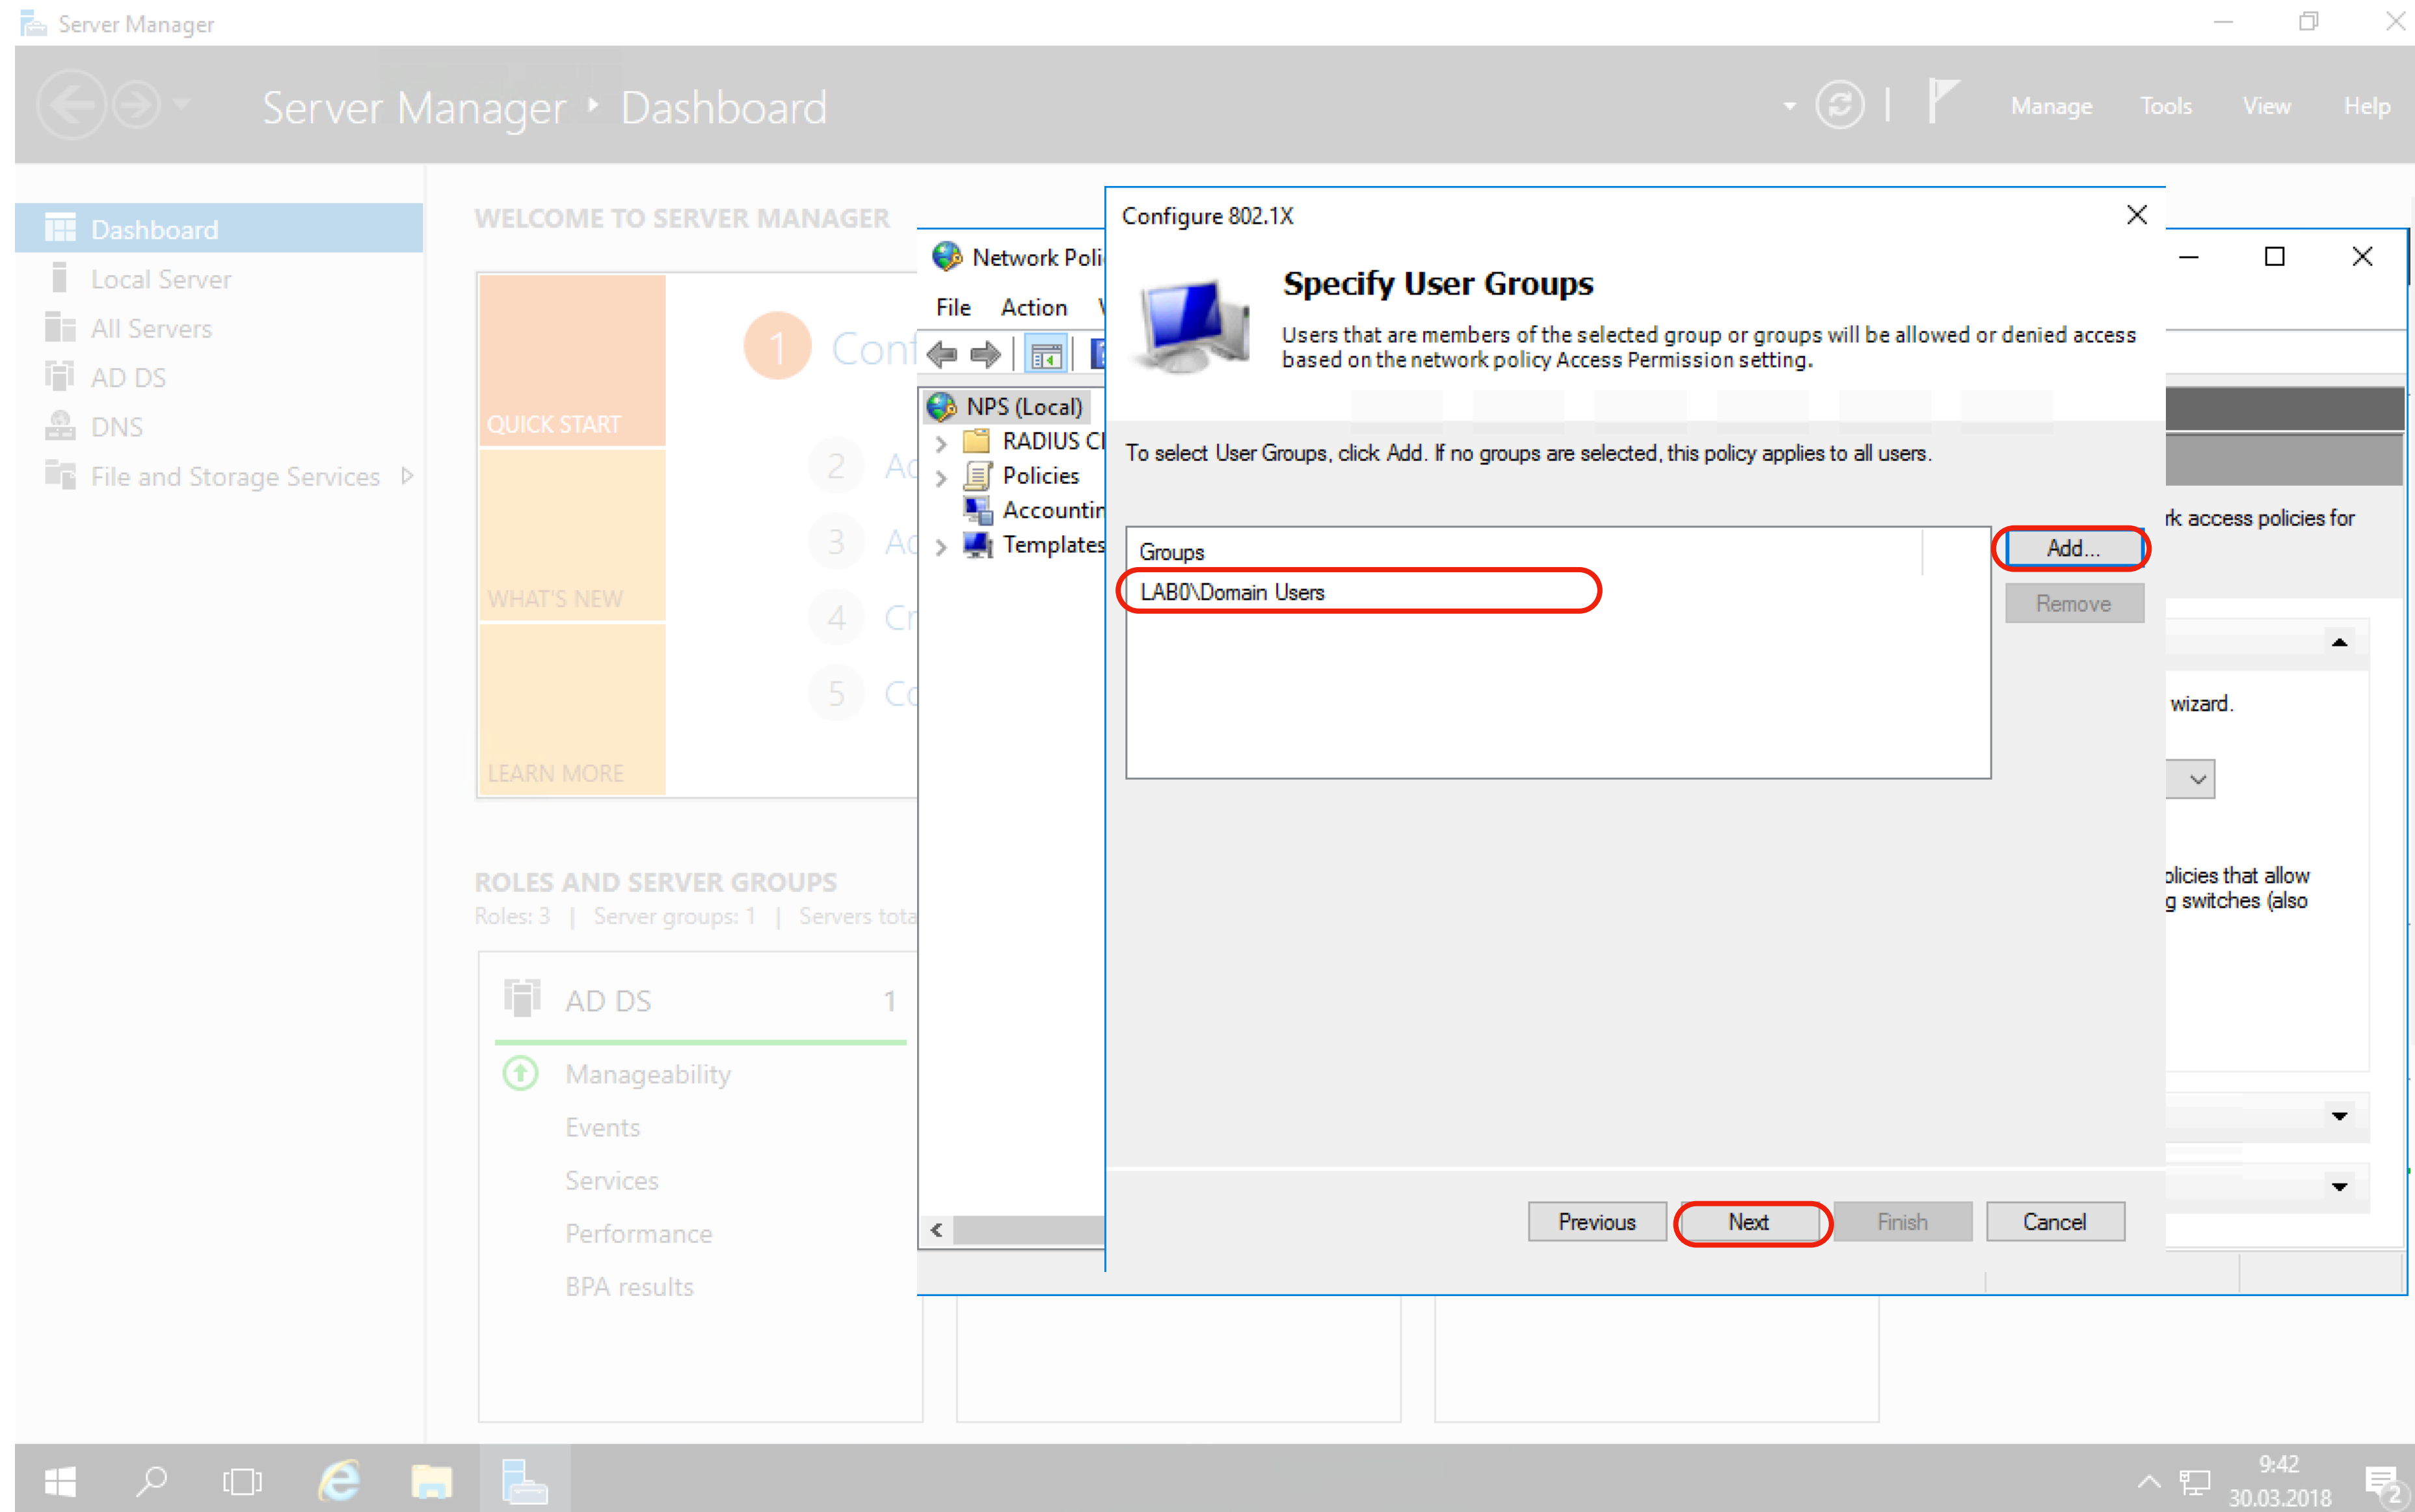 Server Manager
Server Manager ‣ Dashboard
Manage Tools View Help
Dashboard
Local Server
All Servers
AD DS
DNS
File and Storage Services
WELCOME TO SERVER MANAGER
QUICK START
WHAT'S NEW
LEARN MORE
1
2
3
4
5
ROLES AND SERVER GROUPS
Roles: 3 | Server groups: 1 | Servers
AD DS 1
Manageability
Events
Services
Performance
BPA results
File Action
NPS (Local)
RADIUS
Policies
Templates
Network
Configure 802.1X
Specify User Groups
Users that are members of the selected group or groups will be allowed or denied access
based on the network policy Access Permission setting.
To select User Groups, click Add. If no groups are selected, this policy applies to all users.
Groups
LAB0\Domain Users
Add...
Remove
Previous Next Finish Cancel
access policies for
wizard.
that allow
switches (also
9:42
30.03.2018
2